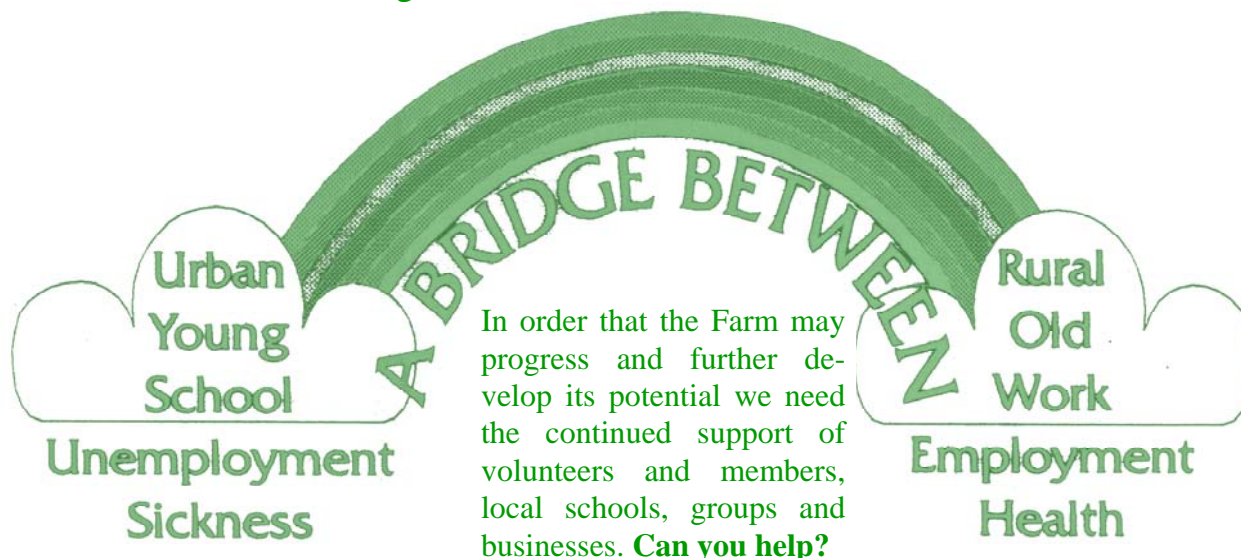 A BRIDGE BETWEEN
Urban
Young
School
Unemployment
Sickness
Rural
Old
Work
Employment
Health
In order that the Farm may
progress and further de-
velop its potential we need
the continued support of
volunteers and members,
local schools, groups and
businesses. Can you help?